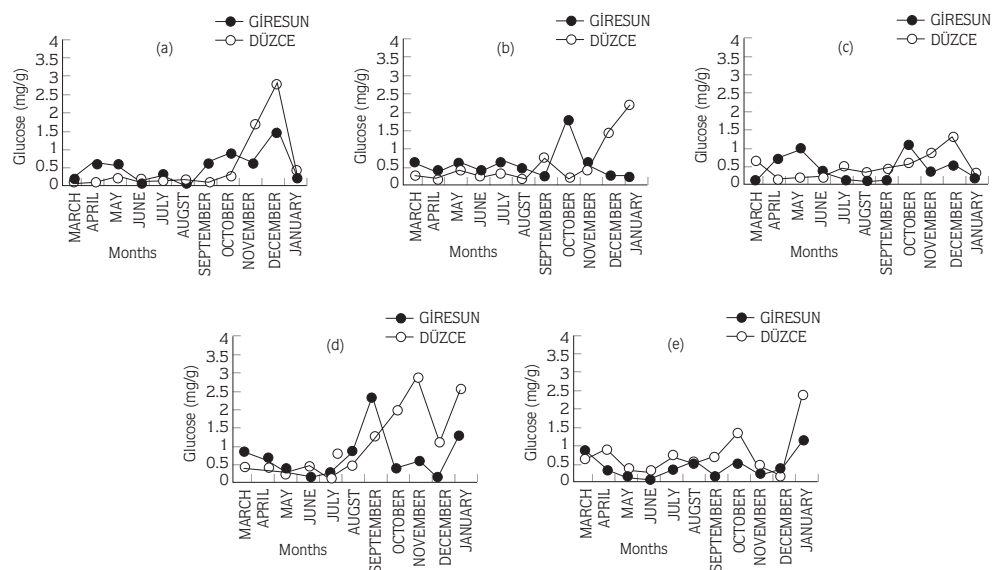 GİRESUN
DÜZCE
(a)
Glucose (mg/g)
4
3.5
3
2.5
2
1.5
1
0.5
0
MARCH
APRIL
MAY
JUNE
JULY
AUGST
SEPTEMBER
OCTOBER
NOVEMBER
DECEMBER
JANUARY
Months
GİRESUN
DÜZCE
(b)
Glucose (mg/g)
4
3.5
3
2.5
2
1.5
1
0.5
0
MARCH
APRIL
MAY
JUNE
JULY
AUGST
SEPTEMBER
OCTOBER
NOVEMBER
DECEMBER
JANUARY
Months
GİRESUN
DÜZCE
(c)
Glucose (mg/g)
4
3.5
3
2.5
2
1.5
1
0.5
0
MARCH
APRIL
MAY
JUNE
JULY
AUGST
SEPTEMBER
OCTOBER
NOVEMBER
DECEMBER
JANUARY
Months
GİRESUN
DÜZCE
(d)
Glucose (mg/g)
4
3.5
3
2.5
2
1.5
1
0.5
0
MARCH
APRIL
MAY
JUNE
JULY
AUGST
SEPTEMBER
OCTOBER
NOVEMBER
DECEMBER
JANUARY
Months
GİRESUN
DÜZCE
(e)
Glucose (mg/g)
4
3.5
3
2.5
2
1.5
1
0.5
0
MARCH
APRIL
MAY
JUNE
JULY
AUGST
SEPTEMBER
OCTOBER
NOVEMBER
DECEMBER
JANUARY
Months